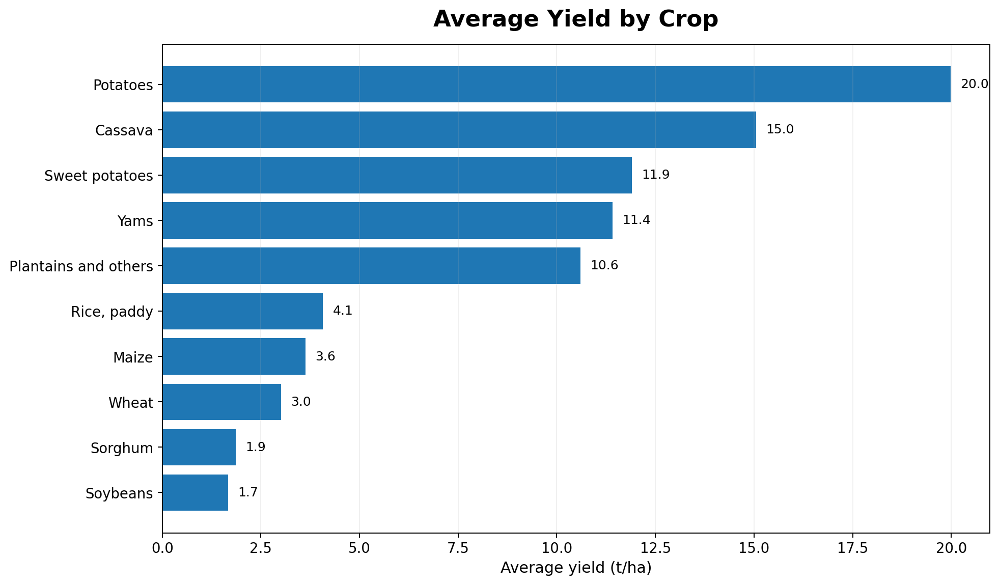 Average Yield by Crop
Potatoes 20.0
Cassava 15.0
Sweet potatoes 11.9
Yams 11.4
Plantains and others 10.6
Rice, paddy 4.1
Maize 3.6
Wheat 3.0
Sorghum 1.9
Soybeans 1.7
0.0 2.5 5.0 7.5 10.0 12.5 15.0 17.5 20.0
Average yield (t/ha)